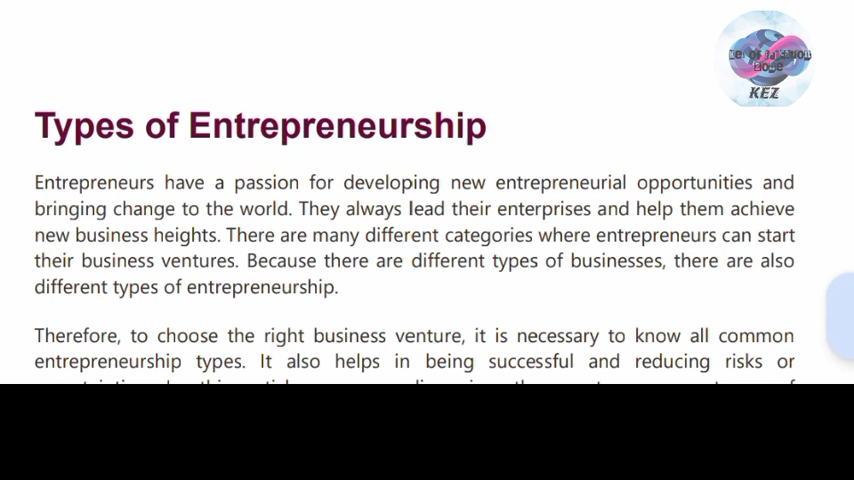 KEZ
Types of Entrepreneurship
Entrepreneurs have a passion for developing new entrepreneurial opportunities and
bringing change to the world. They always lead their enterprises and help them achieve
new business heights. There are many different categories where entrepreneurs can start
their business ventures. Because there are different types of businesses, there are also
different types of entrepreneurship.
Therefore, to choose the right business venture, it is necessary to know all common
entrepreneurship types. It also helps in being successful and reducing risks or